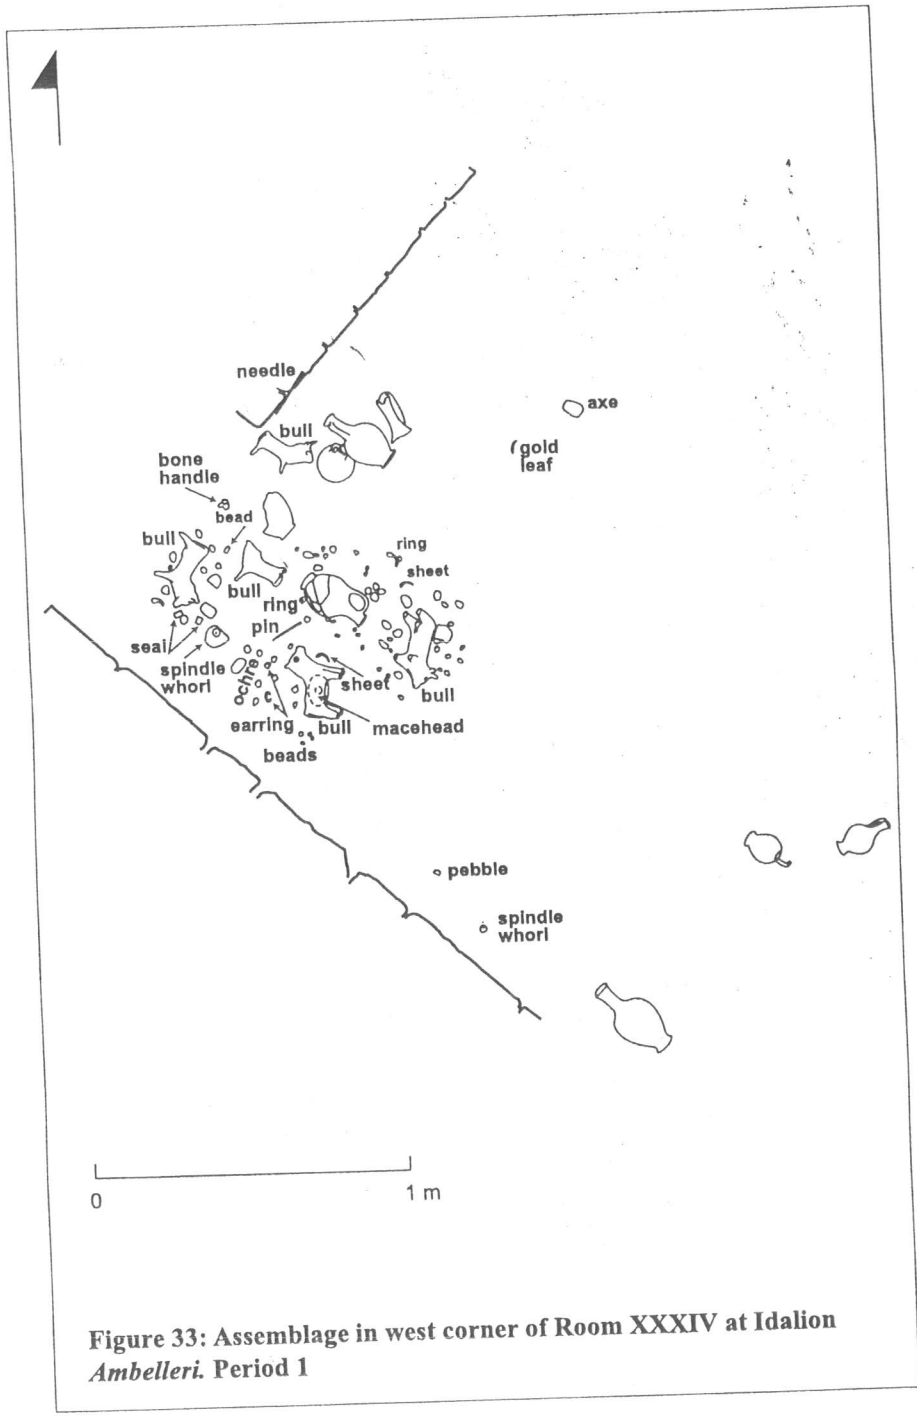 needle
axe
bull
gold
leaf
bone
handle
bead
bull
ring
sheet
bull
ring
pin
seal
spindle
whorl
ochre
sheet
bull
earring
bull
macehead
beads
pebble
spindle
whorl
0
1 m
Figure 33: Assemblage in west corner of Room XXXIV at Idalion
Ambelleri. Period 1